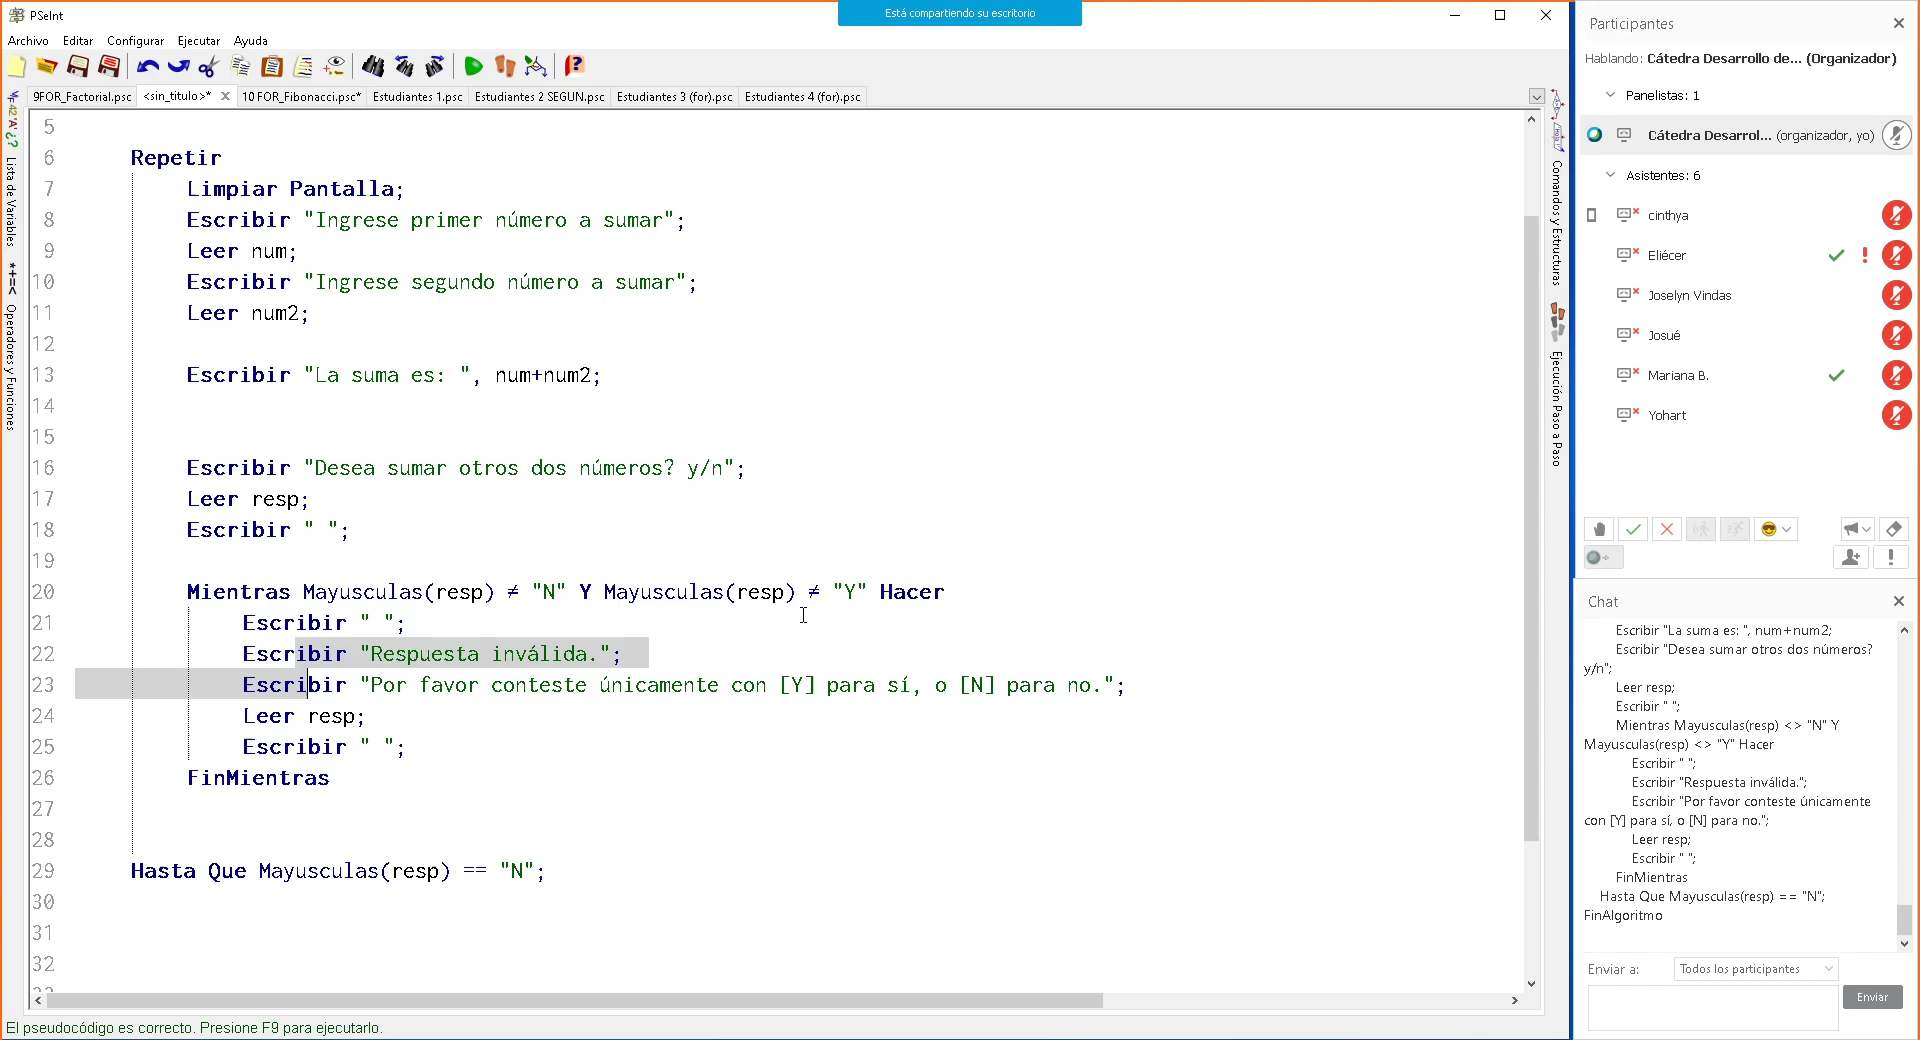 PSeInt
Está compartiendo su escritorio
Archivo Editar Configurar Ejecutar Ayuda
9FOR_Factorial.psc <sin_titulo>* 10 FOR_Fibonacci.psc* Estudiantes 1.psc Estudiantes 2 SEGUN.psc Estudiantes 3 (for).psc Estudiantes 4 (for).psc
Lista de Variables
*+=< Operadores y Funciones
5
6 Repetir
7 Limpiar Pantalla;
8 Escribir "Ingrese primer número a sumar";
9 Leer num;
10 Escribir "Ingrese segundo número a sumar";
11 Leer num2;
12
13 Escribir "La suma es: ", num+num2;
14
15
16 Escribir "Desea sumar otros dos números? y/n";
17 Leer resp;
18 Escribir " ";
19
20 Mientras Mayusculas(resp) ≠ "N" Y Mayusculas(resp) ≠ "Y" Hacer
21 Escribir " ";
22 Escribir "Respuesta inválida.";
23 Escribir "Por favor conteste únicamente con [Y] para sí, o [N] para no.";
24 Leer resp;
25 Escribir " ";
26 FinMientras
27
28
29 Hasta Que Mayusculas(resp) == "N";
30
31
32
El pseudocódigo es correcto. Presione F9 para ejecutarlo.
Comandos y Estructuras
Ejecución Paso a Paso
Participantes
Hablando: Cátedra Desarrollo de... (Organizador)
Panelistas: 1
Cátedra Desarrol... (organizador, yo)
Asistentes: 6
cinthya
Eliécer
Joselyn Vindas
Josué
Mariana B.
Yohart
Chat
Escribir "La suma es: ", num+num2;
Escribir "Desea sumar otros dos números?
y/n";
Leer resp;
Escribir " ";
Mientras Mayusculas(resp) <> "N" Y
Mayusculas(resp) <> "Y" Hacer
Escribir " ";
Escribir "Respuesta inválida.";
Escribir "Por favor conteste únicamente
con [Y] para sí, o [N] para no.";
Leer resp;
Escribir " ";
FinMientras
Hasta Que Mayusculas(resp) == "N";
FinAlgoritmo
Enviar a: Todos los participantes
Enviar